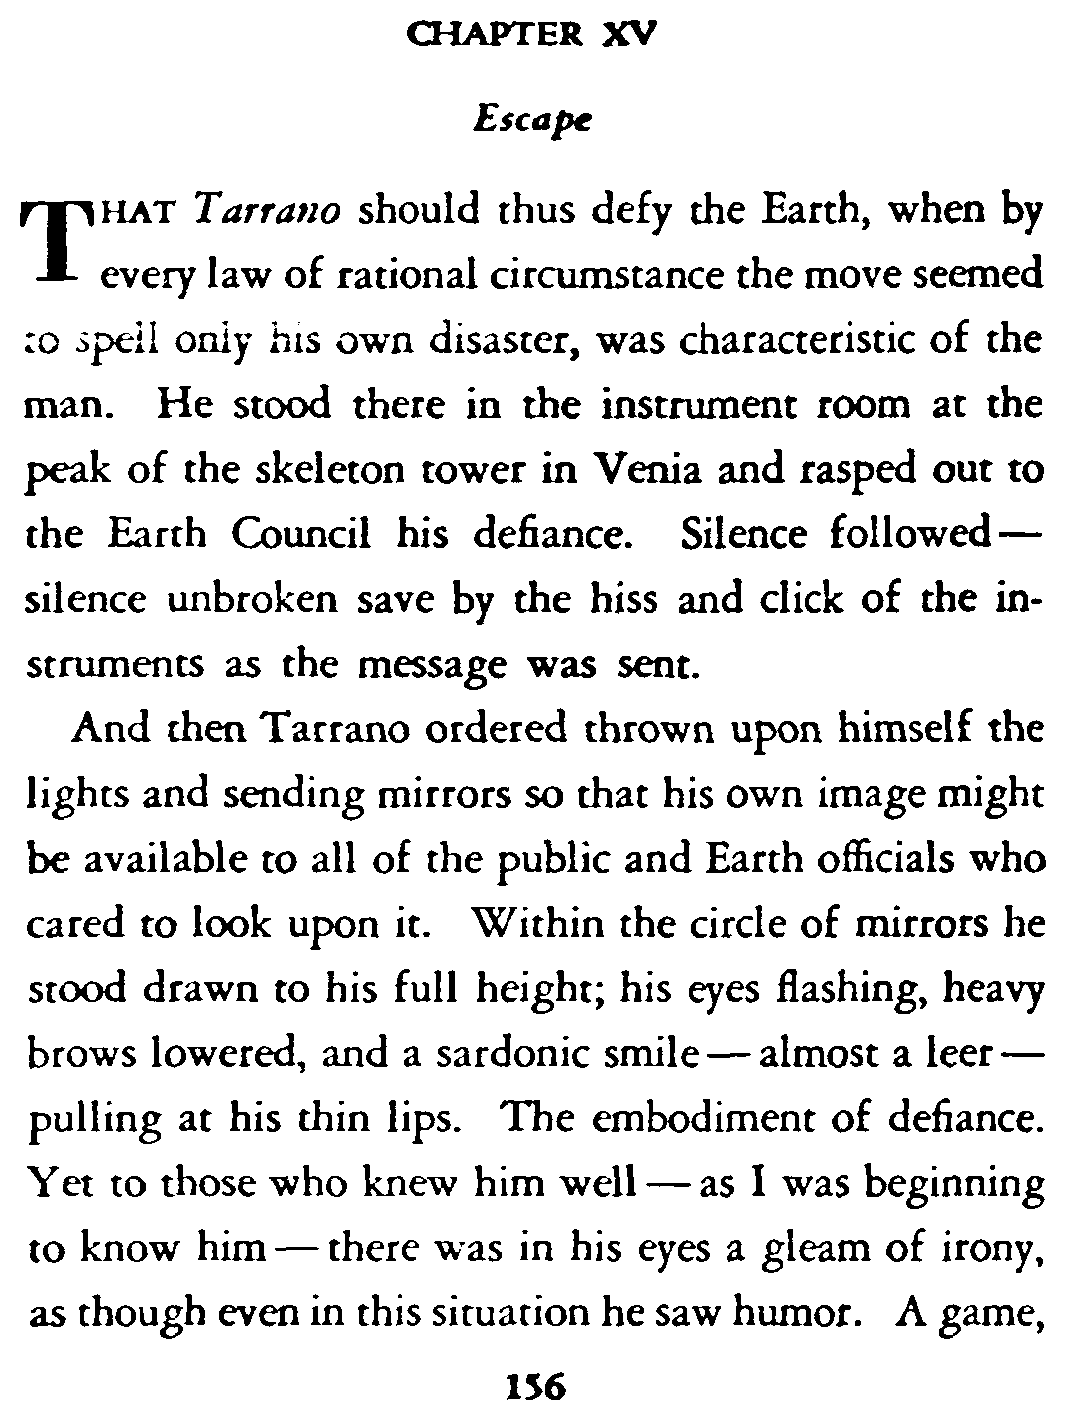 CHAPTER XV
Escape
THAT Tarrano should thus defy the Earth, when by
every law of rational circumstance the move seemed
to spell only his own disaster, was characteristic of the
man. He stood there in the instrument room at the
peak of the skeleton tower in Venia and rasped out to
the Earth Council his defiance. Silence followed—
silence unbroken save by the hiss and click of the in-
struments as the message was sent.
And then Tarrano ordered thrown upon himself the
lights and sending mirrors so that his own image might
be available to all of the public and Earth officials who
cared to look upon it. Within the circle of mirrors he
stood drawn to his full height; his eyes flashing, heavy
brows lowered, and a sardonic smile—almost a leer—
pulling at his thin lips. The embodiment of defiance.
Yet to those who knew him well—as I was beginning
to know him—there was in his eyes a gleam of irony,
as though even in this situation he saw humor. A game,
156